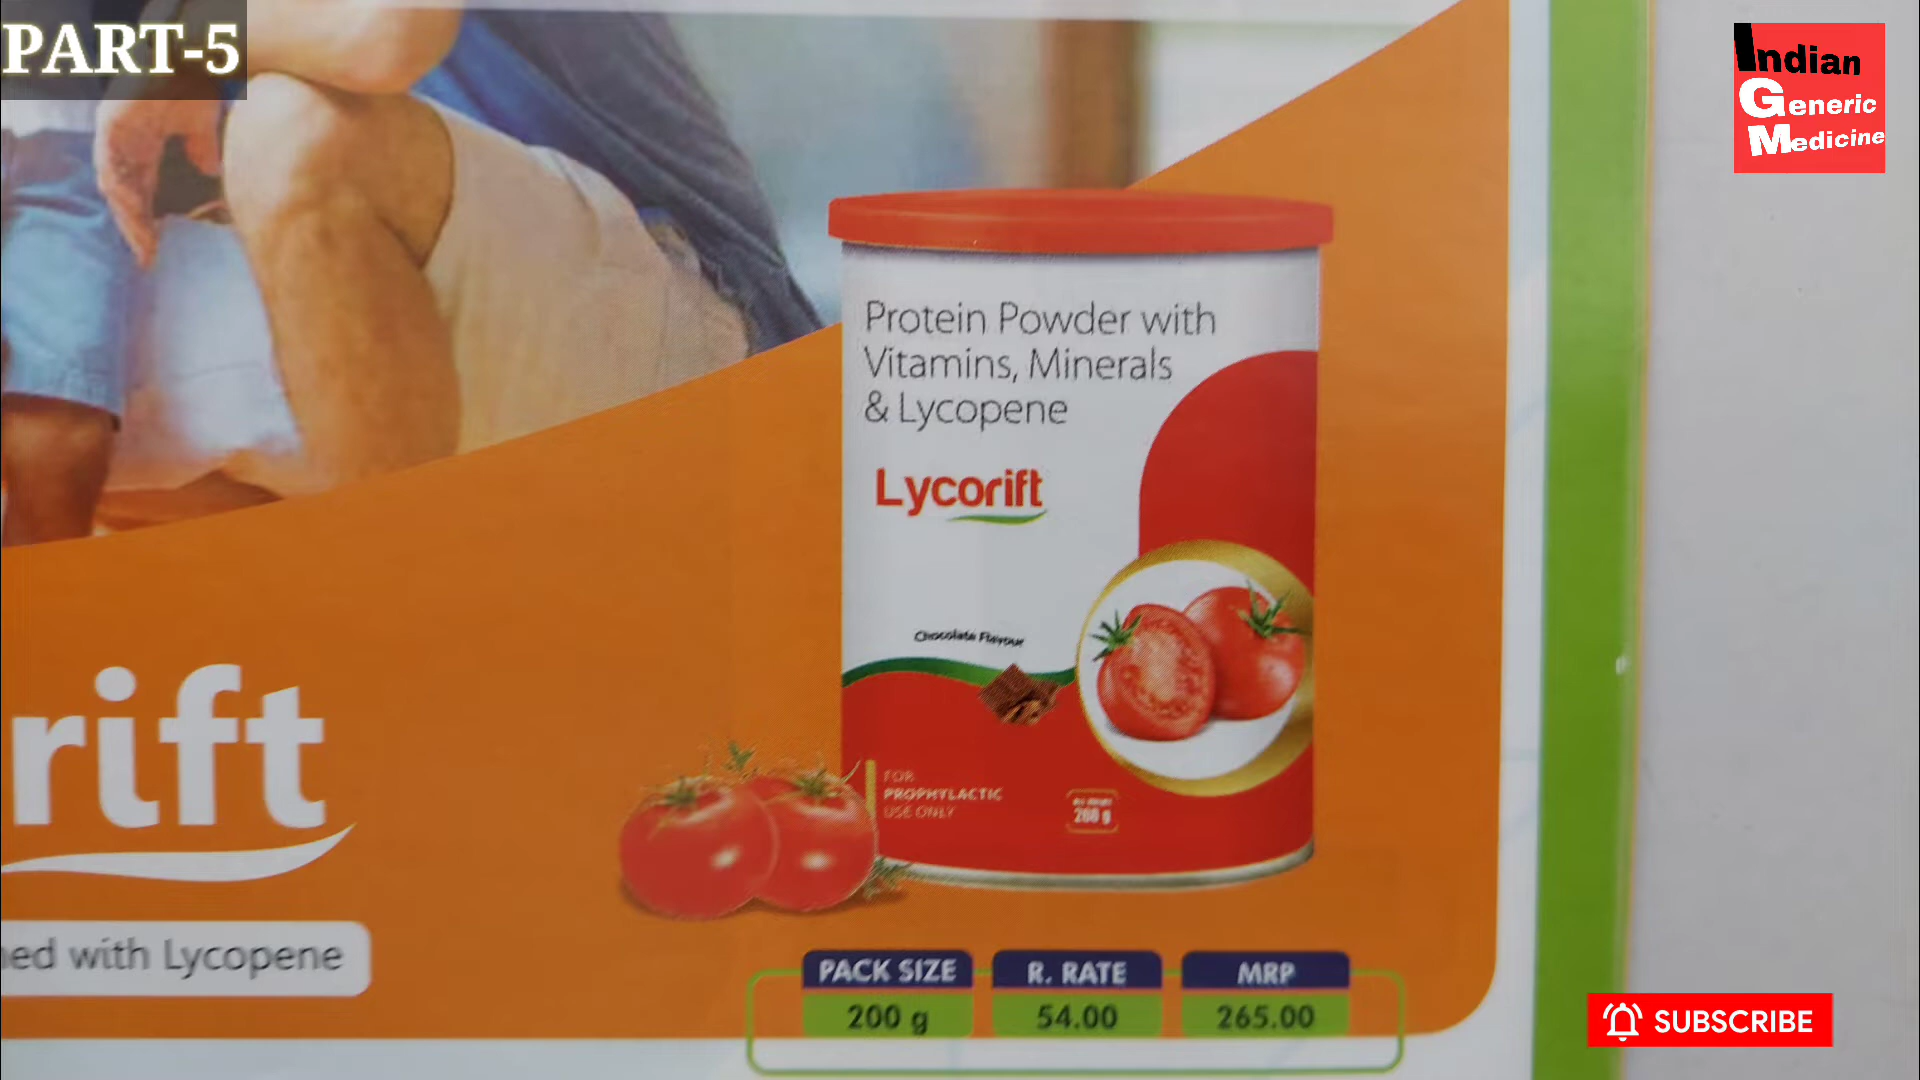 PART-5
Indian
Generic
Medicine
Protein Powder with
Vitamins, Minerals
& Lycopene
Lycorift
Chocolate Flavour
FOR
PROPHYLACTIC
USE ONLY
200 g
rift
ned with Lycopene
PACK SIZE
R. RATE
MRP
200 g
54.00
265.00
SUBSCRIBE